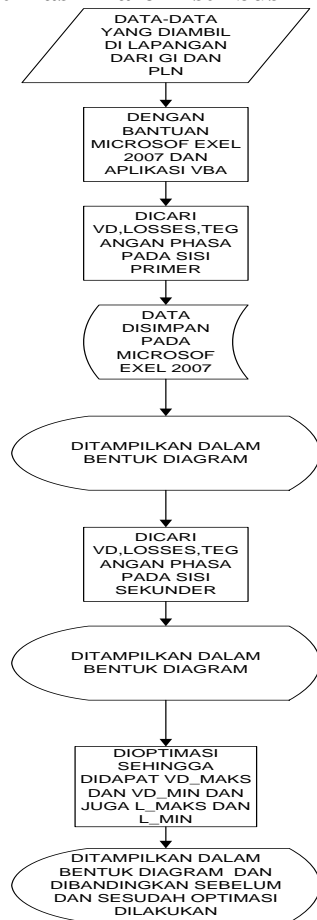 DATA-DATA
YANG DIAMBIL
DI LAPANGAN
DARI GI DAN
PLN
DENGAN
BANTUAN
MICROSOF EXEL
2007 DAN
APLIKASI VBA
DICARI
VD,LOSSES,TEG
ANGAN PHASA
PADA SISI
PRIMER
DATA
DISIMPAN
PADA
MICROSOF
EXEL 2007
DITAMPILKAN DALAM
BENTUK DIAGRAM
DICARI
VD,LOSSES,TEG
ANGAN PHASA
PADA SISI
SEKUNDER
DITAMPILKAN DALAM
BENTUK DIAGRAM
DIOPTIMASI
SEHINGGA
DIDAPAT VD_MAKS
DAN VD_MIN DAN
JUGA L_MAKS DAN
L_MIN
DITAMPILKAN DALAM
BENTUK DIAGRAM DAN
DIBANDINGKAN SEBELUM
DAN SESUDAH OPTIMASI
DILAKUKAN